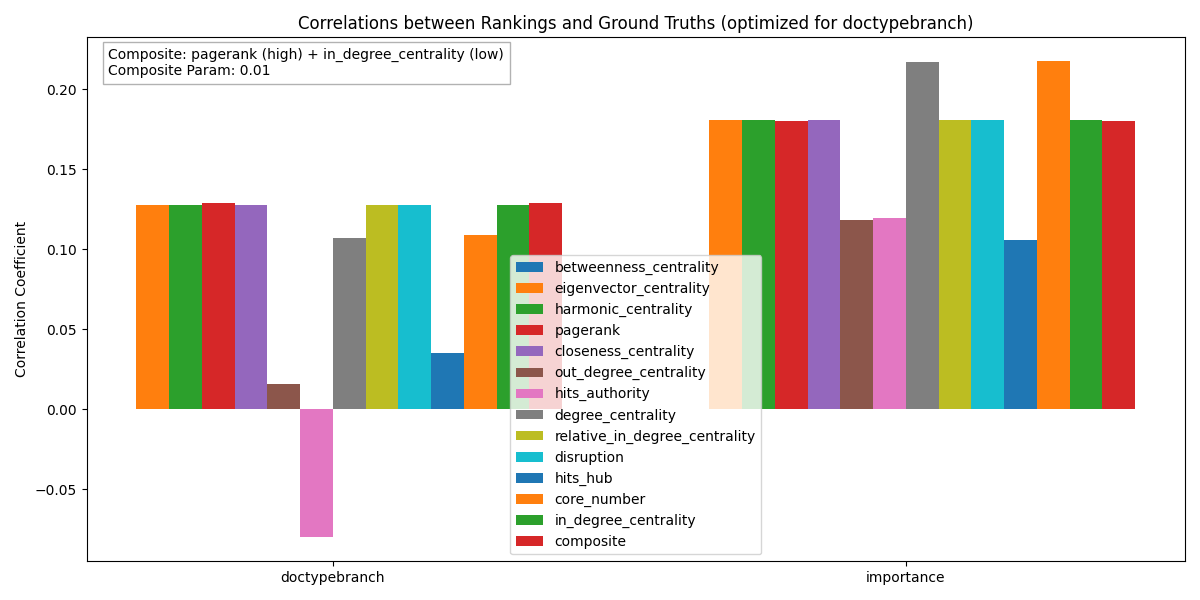 Correlations between Rankings and Ground Truths (optimized for doctypebranch)
Composite: pagerank (high) + in_degree_centrality (low)
Composite Param: 0.01
Correlation Coefficient
0.20
0.15
0.10
0.05
0.00
−0.05
betweenness_centrality
eigenvector_centrality
harmonic_centrality
pagerank
closeness_centrality
out_degree_centrality
hits_authority
degree_centrality
relative_in_degree_centrality
disruption
hits_hub
core_number
in_degree_centrality
composite
doctypebranch
importance